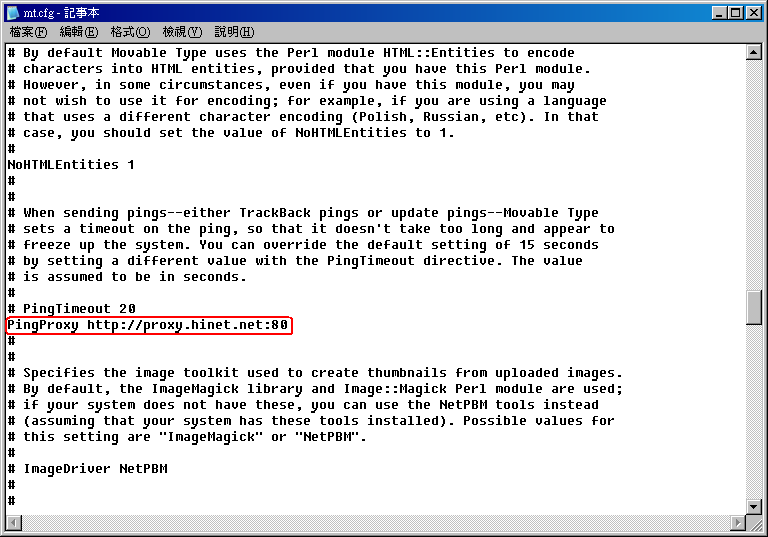 mt.cfg - 記事本
檔案(F) 編輯(E) 格式(O) 檢視(V) 說明(H)
# By default Movable Type uses the Perl module HTML::Entities to encode
# characters into HTML entities, provided that you have this Perl module.
# However, in some circumstances, even if you have this module, you may
# not wish to use it for encoding; for example, if you are using a language
# that uses a different character encoding (Polish, Russian, etc). In that
# case, you should set the value of NoHTMLEntities to 1.
#
NoHTMLEntities 1
#
#
# When sending pings--either TrackBack pings or update pings--Movable Type
# sets a timeout on the ping, so that it doesn't take too long and appear to
# freeze up the system. You can override the default setting of 15 seconds
# by setting a different value with the PingTimeout directive. The value
# is assumed to be in seconds.
#
# PingTimeout 20
PingProxy http://proxy.hinet.net:80
#
#
# Specifies the image toolkit used to create thumbnails from uploaded images.
# By default, the ImageMagick library and Image::Magick Perl module are used;
# if your system does not have these, you can use the NetPBM tools instead
# (assuming that your system has these tools installed). Possible values for
# this setting are "ImageMagick" or "NetPBM".
#
# ImageDriver NetPBM
#
#